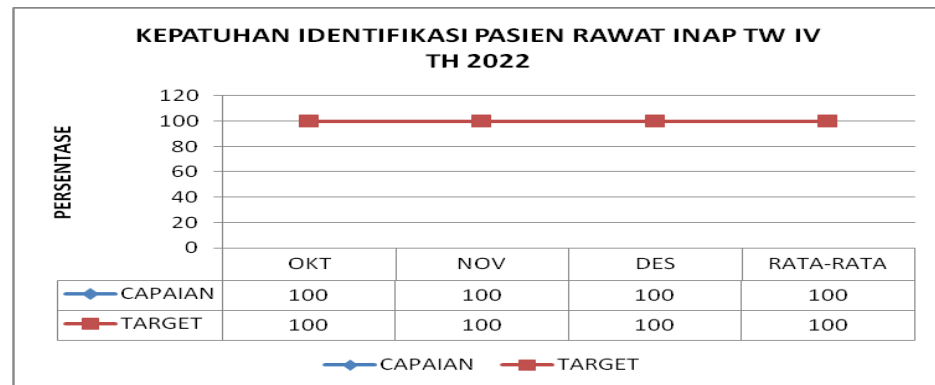 KEPATUHAN IDENTIFIKASI PASIEN RAWAT INAP TW IV
TH 2022
PERSENTASE
120
100
80
60
40
20
0
OKT NOV DES RATA-RATA
CAPAIAN 100 100 100 100
TARGET 100 100 100 100
CAPAIAN TARGET